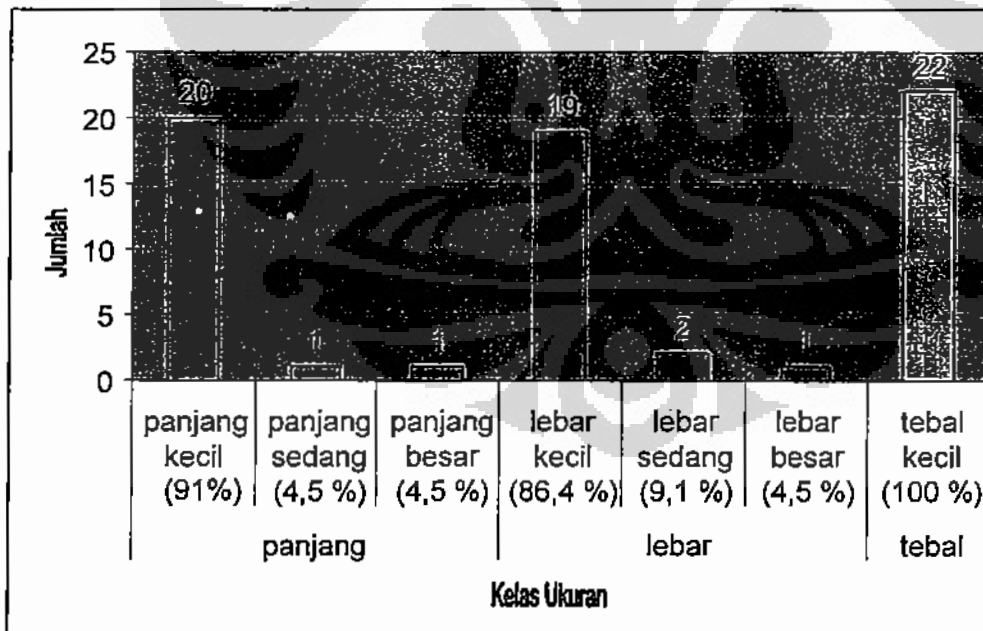 25
20
15
10
5
0
Jumlah
20
1
1
19
2
1
22
panjang kecil (91%)
panjang sedang (4,5 %)
panjang besar (4,5 %)
lebar kecil (86,4 %)
lebar sedang (9,1 %)
lebar besar (4,5 %)
tebal kecil (100 %)
panjang
lebar
tebal
Kelas Ukuran